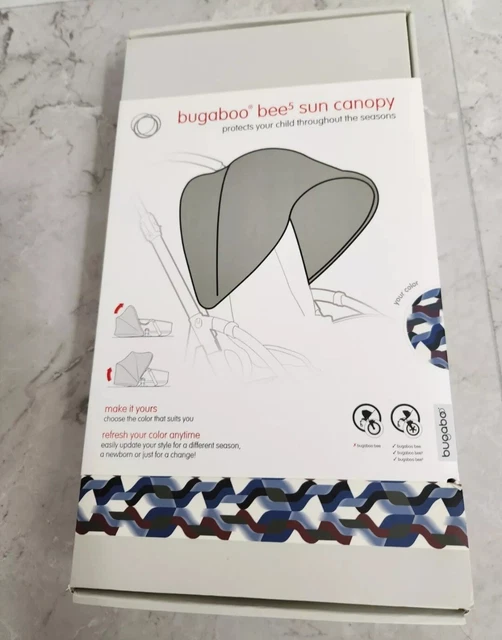 bugaboo® bee⁵ sun canopy
protects your child throughout the seasons
your color
make it yours
choose the color that suits you
refresh your color anytime
easily update your style for a different season,
a newborn or just for a change!
bugaboo